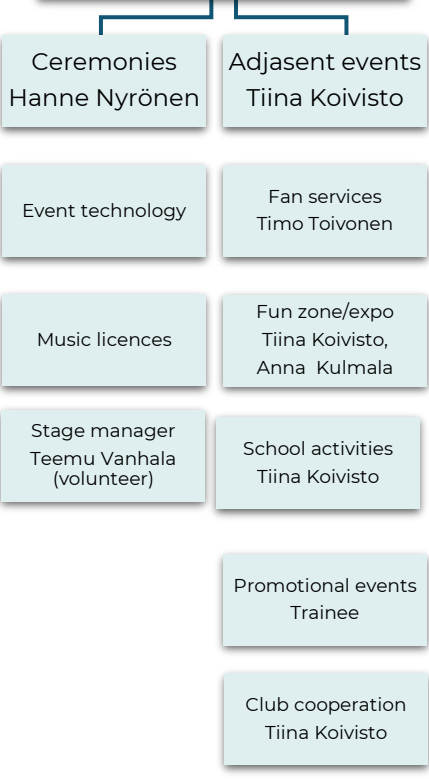 Ceremonies
Hanne Nyrönen
Event technology
Music licences
Stage manager
Teemu Vanhala
(volunteer)
Adjasent events
Tiina Koivisto
Fan services
Timo Toivonen
Fun zone/expo
Tiina Koivisto,
Anna Kulmala
School activities
Tiina Koivisto
Promotional events
Trainee
Club cooperation
Tiina Koivisto